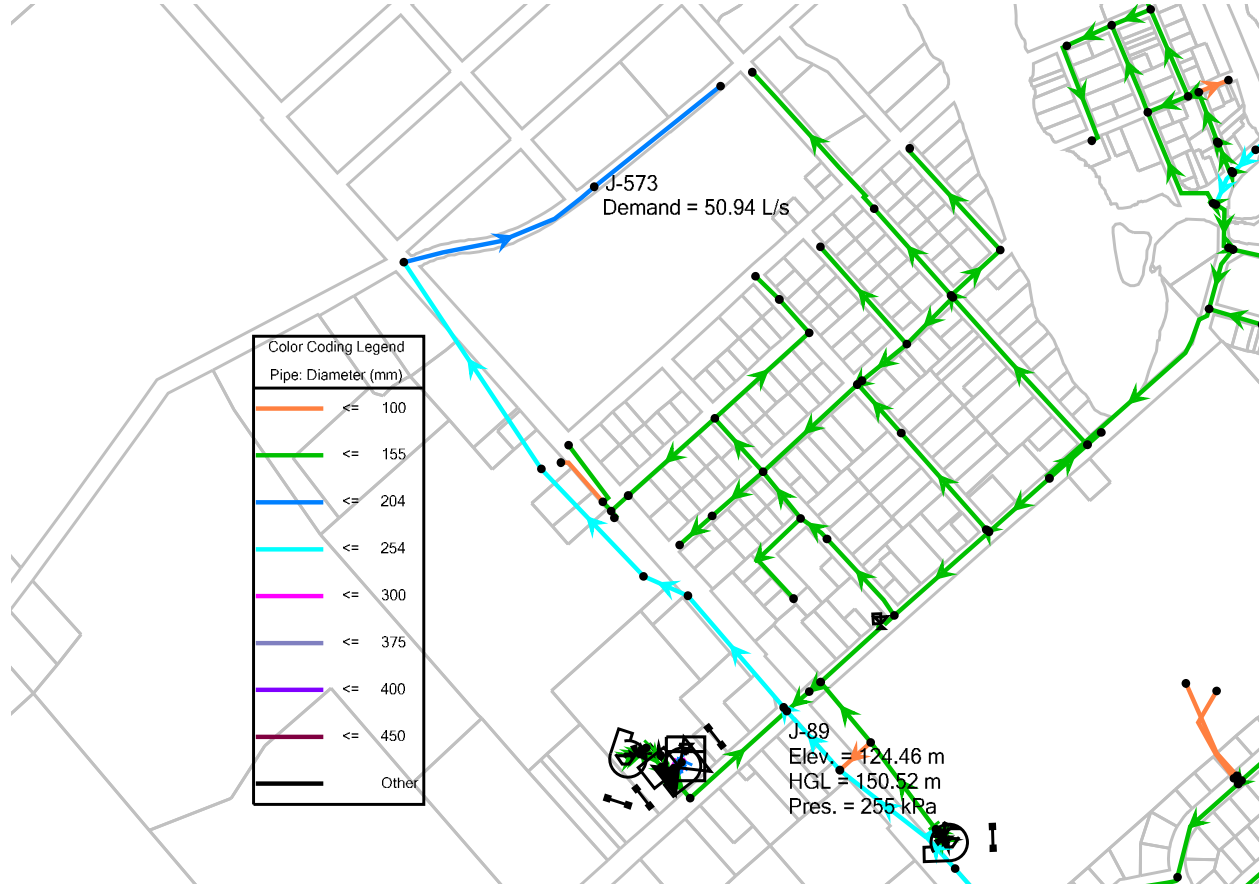 J-573
Demand = 50.94 L/s
Color Coding Legend
Pipe: Diameter (mm)
<= 100
<= 155
<= 204
<= 254
<= 300
<= 375
<= 400
<= 450
Other
J-89
Elev. = 124.46 m
HGL = 150.52 m
Pres. = 255 kPa